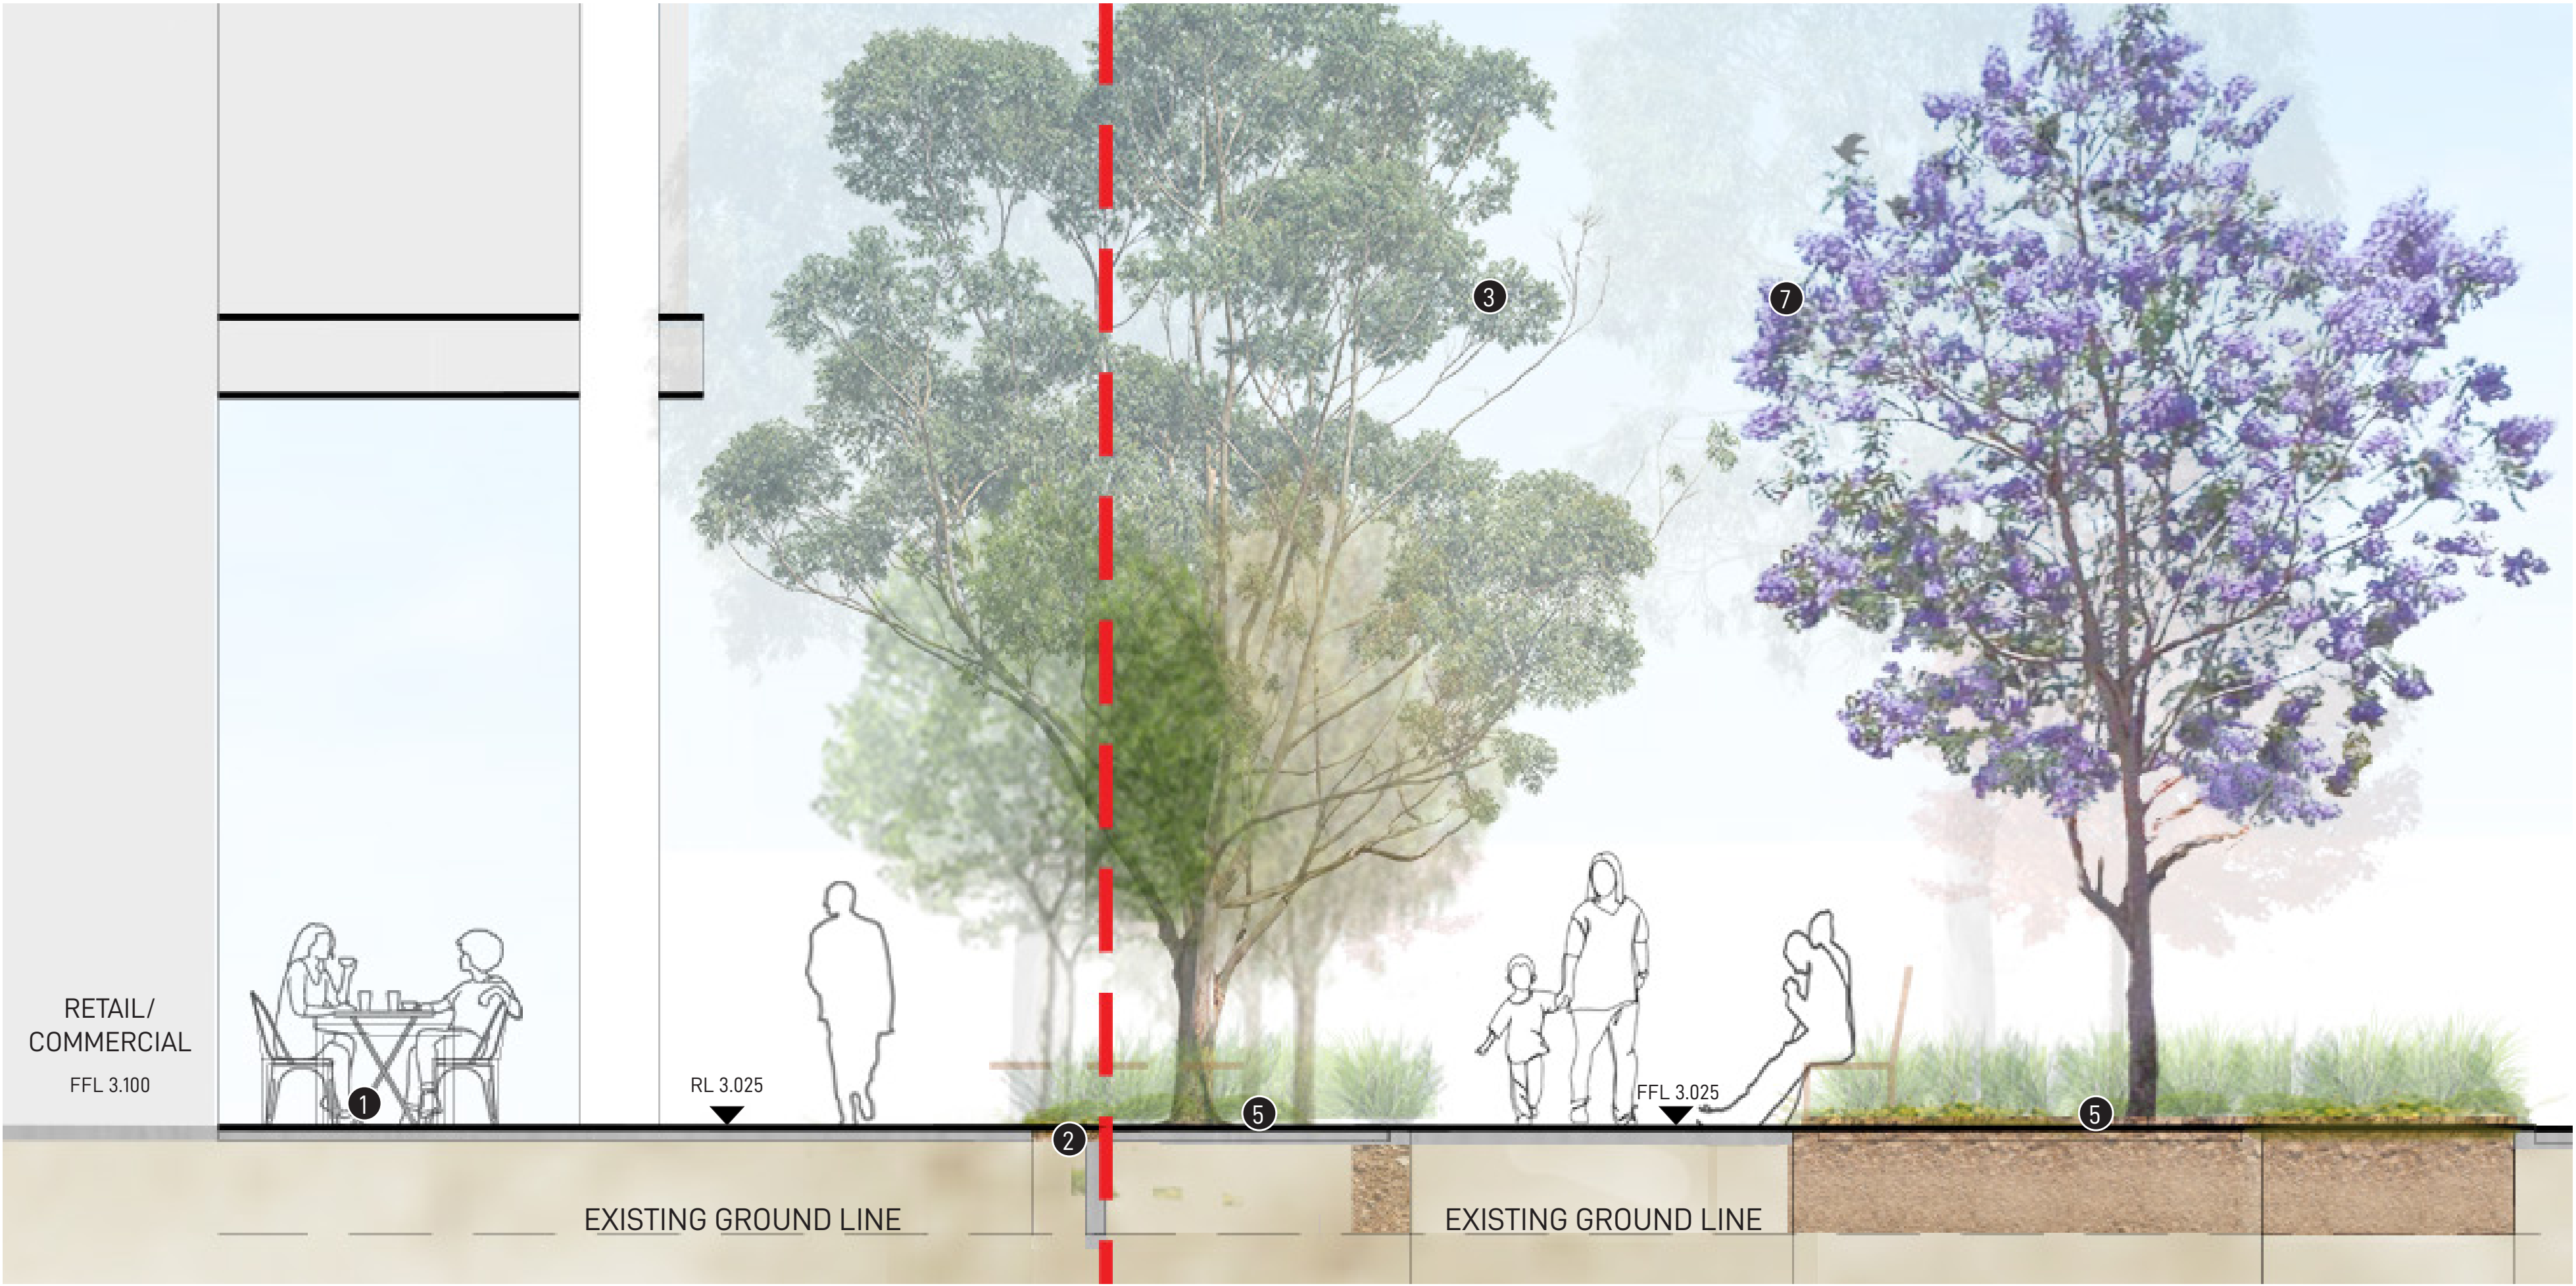 3
7
RETAIL/
COMMERCIAL
FFL 3.100
1
RL 3.025
FFL 3.025
5
5
2
EXISTING GROUND LINE
EXISTING GROUND LINE